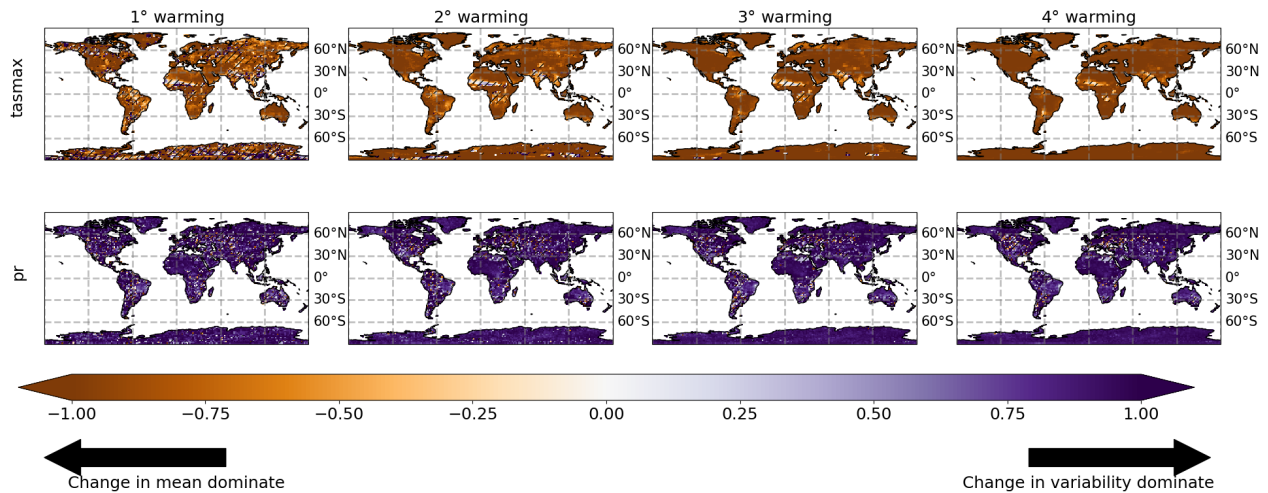 1° warming 2° warming 3° warming 4° warming
tasmax
60°N 60°N 60°N 60°N
30°N 30°N 30°N 30°N
0° 0° 0° 0°
30°S 30°S 30°S 30°S
60°S 60°S 60°S 60°S
pr
60°N 60°N 60°N 60°N
30°N 30°N 30°N 30°N
0° 0° 0° 0°
30°S 30°S 30°S 30°S
60°S 60°S 60°S 60°S
−1.00 −0.75 −0.50 −0.25 0.00 0.25 0.50 0.75 1.00
Change in mean dominate Change in variability dominate